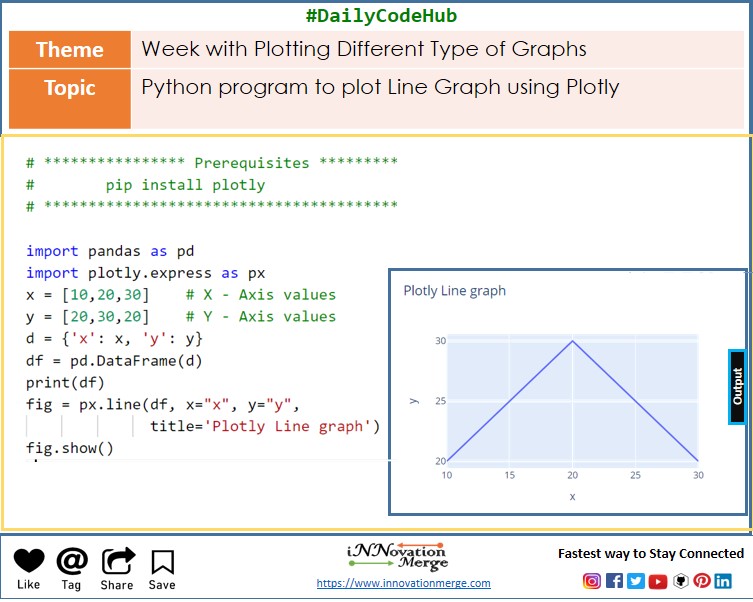 #DailyCodeHub
Theme
Week with Plotting Different Type of Graphs
Topic
Python program to plot Line Graph using Plotly
# **************** Prerequisites *********
#        pip install plotly
# ****************************************
import pandas as pd
import plotly.express as px
x = [10,20,30]    # X - Axis values
y = [20,30,20]    # Y - Axis values
d = {'x': x, 'y': y}
df = pd.DataFrame(d)
print(df)
fig = px.line(df, x="x", y="y",
              title='Plotly Line graph')
fig.show()
Plotly Line graph
30
25
20
y
10 15 20 25 30
x
Output
Like Tag Share Save
iNNovation
Merge
https://www.innovationmerge.com
Fastest way to Stay Connected